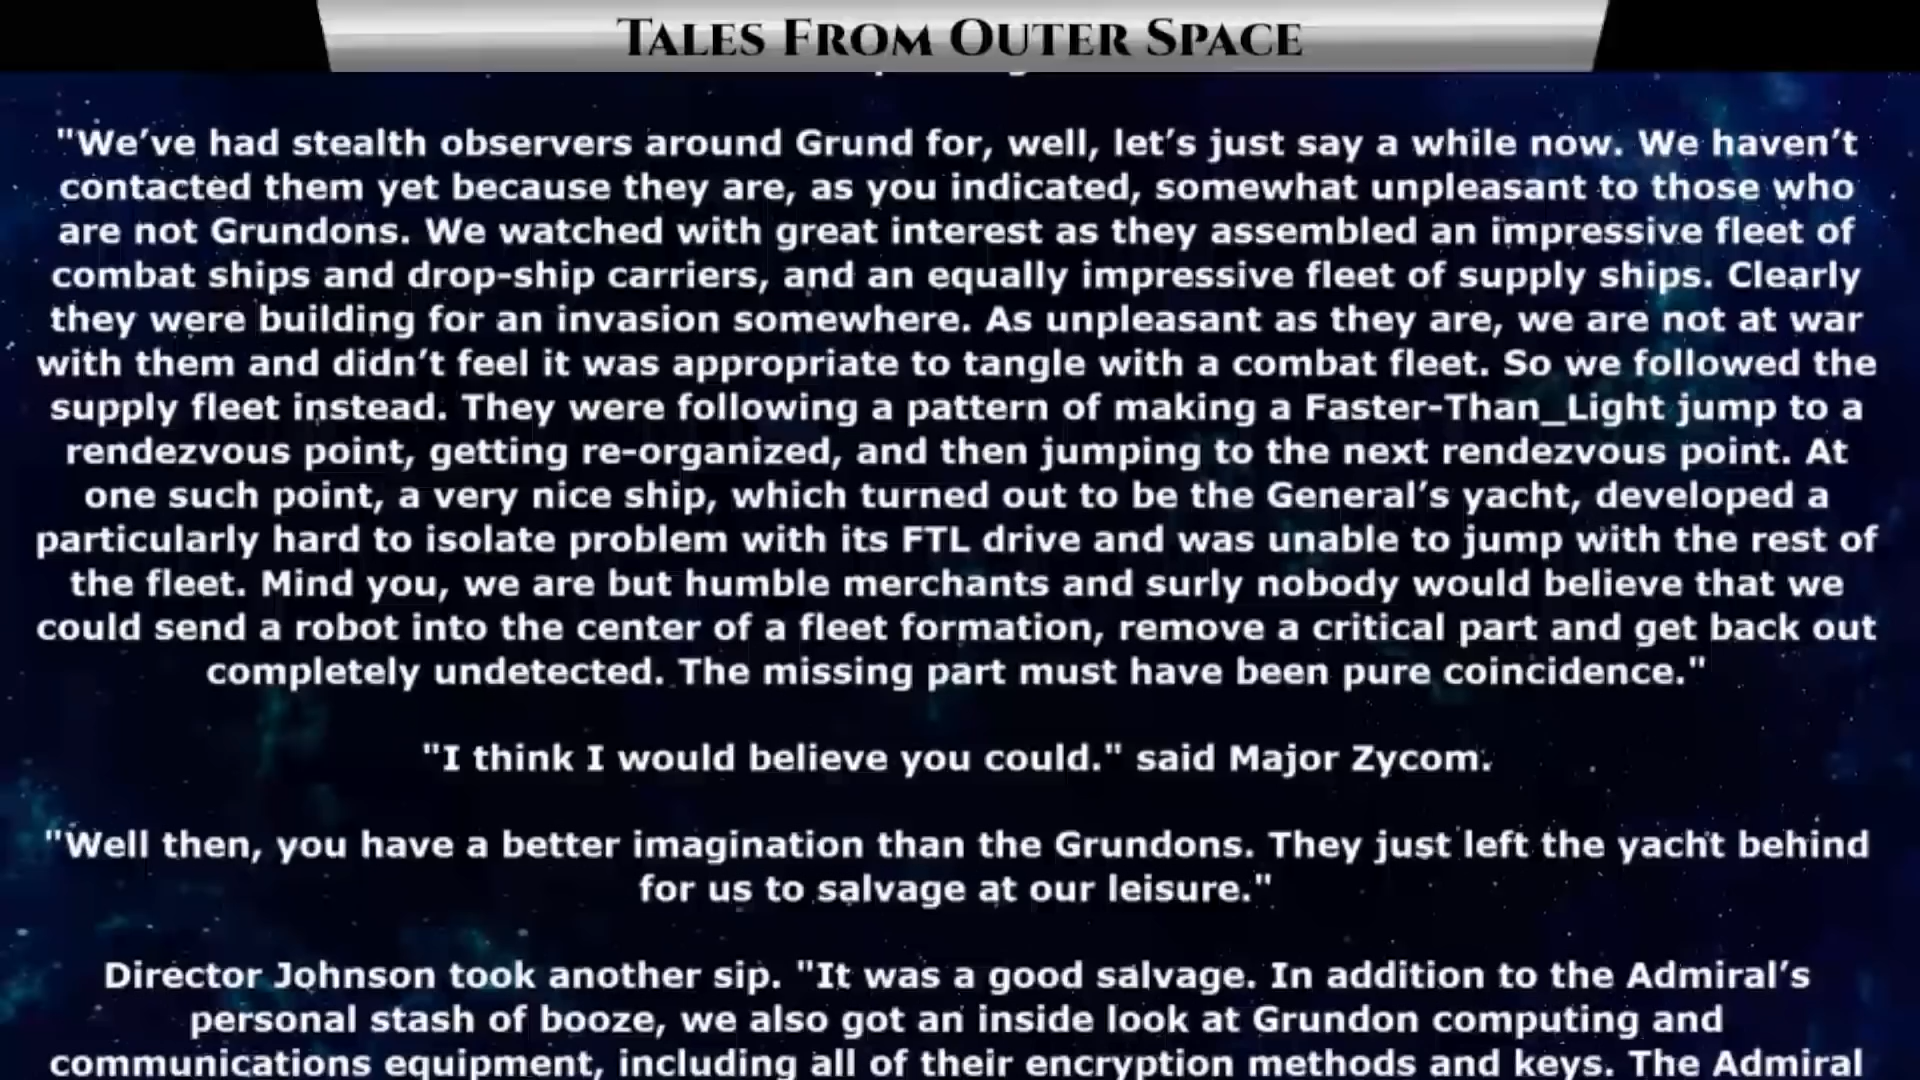 TALES FROM OUTER SPACE
"We’ve had stealth observers around Grund for, well, let’s just say a while now. We haven’t
contacted them yet because they are, as you indicated, somewhat unpleasant to those who
are not Grundons. We watched with great interest as they assembled an impressive fleet of
combat ships and drop-ship carriers, and an equally impressive fleet of supply ships. Clearly
they were building for an invasion somewhere. As unpleasant as they are, we are not at war
with them and didn’t feel it was appropriate to tangle with a combat fleet. So we followed the
supply fleet instead. They were following a pattern of making a Faster-Than_Light jump to a
rendezvous point, getting re-organized, and then jumping to the next rendezvous point. At
one such point, a very nice ship, which turned out to be the General’s yacht, developed a
particularly hard to isolate problem with its FTL drive and was unable to jump with the rest of
the fleet. Mind you, we are but humble merchants and surly nobody would believe that we
could send a robot into the center of a fleet formation, remove a critical part and get back out
completely undetected. The missing part must have been pure coincidence."
"I think I would believe you could." said Major Zycom.
"Well then, you have a better imagination than the Grundons. They just left the yacht behind
for us to salvage at our leisure."
Director Johnson took another sip. "It was a good salvage. In addition to the Admiral’s
personal stash of booze, we also got an inside look at Grundon computing and
communications equipment, including all of their encryption methods and keys. The Admiral